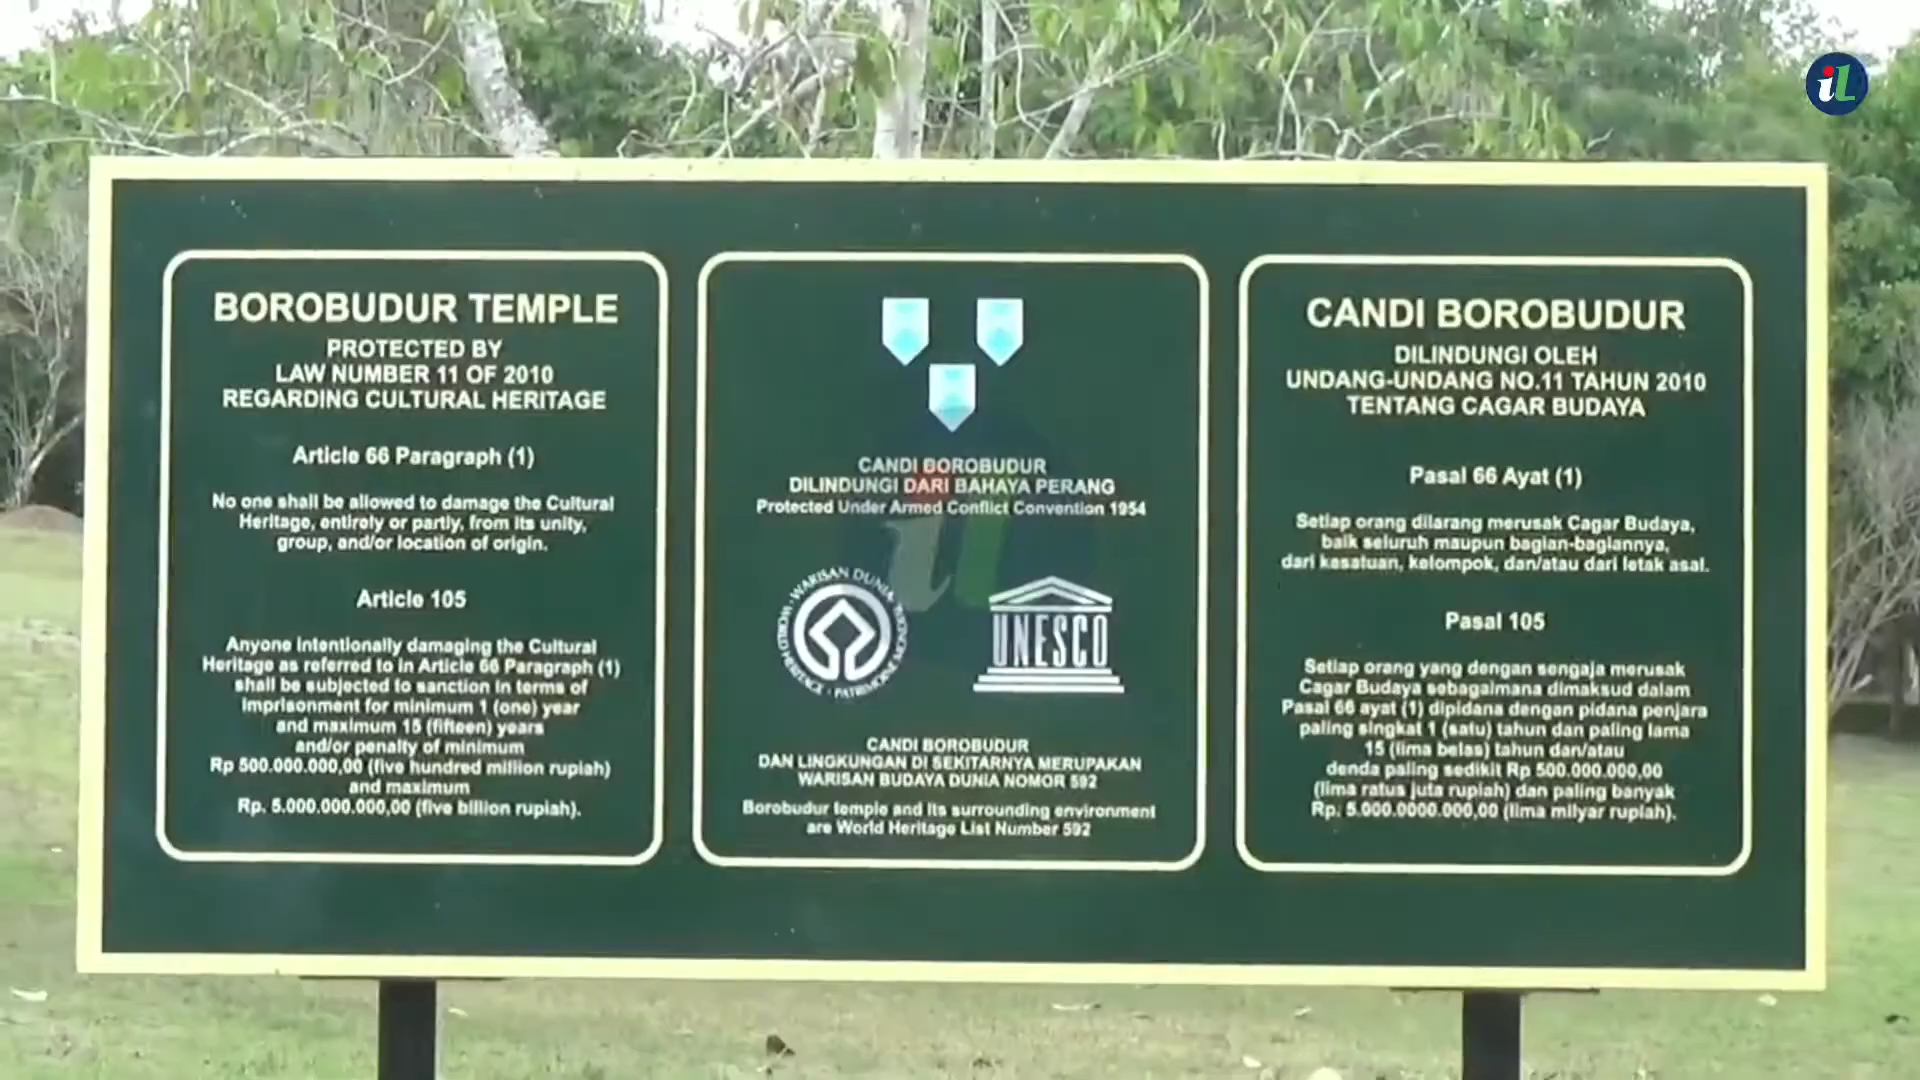 BOROBUDUR TEMPLE
PROTECTED BY
LAW NUMBER 11 OF 2010
REGARDING CULTURAL HERITAGE
Article 66 Paragraph (1)
No one shall be allowed to damage the Cultural
Heritage, entirely or partly, from its unity,
group, and/or location of origin.
Article 105
Anyone intentionally damaging the Cultural
Heritage as referred to in Article 66 Paragraph (1)
shall be subjected to sanction in terms of
imprisonment for minimum 1 (one) year
and maximum 15 (fifteen) years
and/or penalty of minimum
Rp 500.000.000,00 (five hundred million rupiah)
and maximum
Rp. 5.000.000.000,00 (five billion rupiah).
CANDI BOROBUDUR
DILINDUNGI DARI BAHAYA PERANG
Protected Under Armed Conflict Convention 1954
WARISAN DUNIA
WORLD HERITAGE
PATRIMOINE MONDIAL
UNESCO
CANDI BOROBUDUR
DAN LINGKUNGAN DI SEKITARNYA MERUPAKAN
WARISAN BUDAYA DUNIA NOMOR 592
Borobudur temple and its surrounding environment
are World Heritage List Number 592
CANDI BOROBUDUR
DILINDUNGI OLEH
UNDANG-UNDANG NO.11 TAHUN 2010
TENTANG CAGAR BUDAYA
Pasal 66 Ayat (1)
Setiap orang dilarang merusak Cagar Budaya,
baik seluruh maupun bagian-bagiannya,
dari kesatuan, kelompok, dan/atau dari letak asal.
Pasal 105
Setiap orang yang dengan sengaja merusak
Cagar Budaya sebagaimana dimaksud dalam
Pasal 66 ayat (1) dipidana dengan pidana penjara
paling singkat 1 (satu) tahun dan paling lama
15 (lima belas) tahun dan/atau
denda paling sedikit Rp 500.000.000,00
(lima ratus juta rupiah) dan paling banyak
Rp. 5.000.0000.000,00 (lima milyar rupiah).
iL
iL